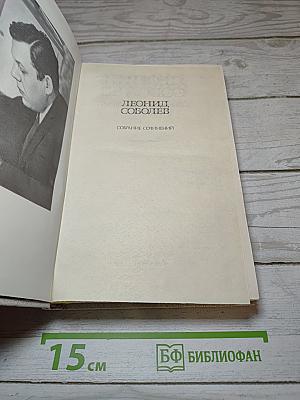 ЛЕОНИД
СОБОЛЕВ
СОБРАНИЕ СОЧИНЕНИЙ
15 см
БФ БИБЛИОФАН